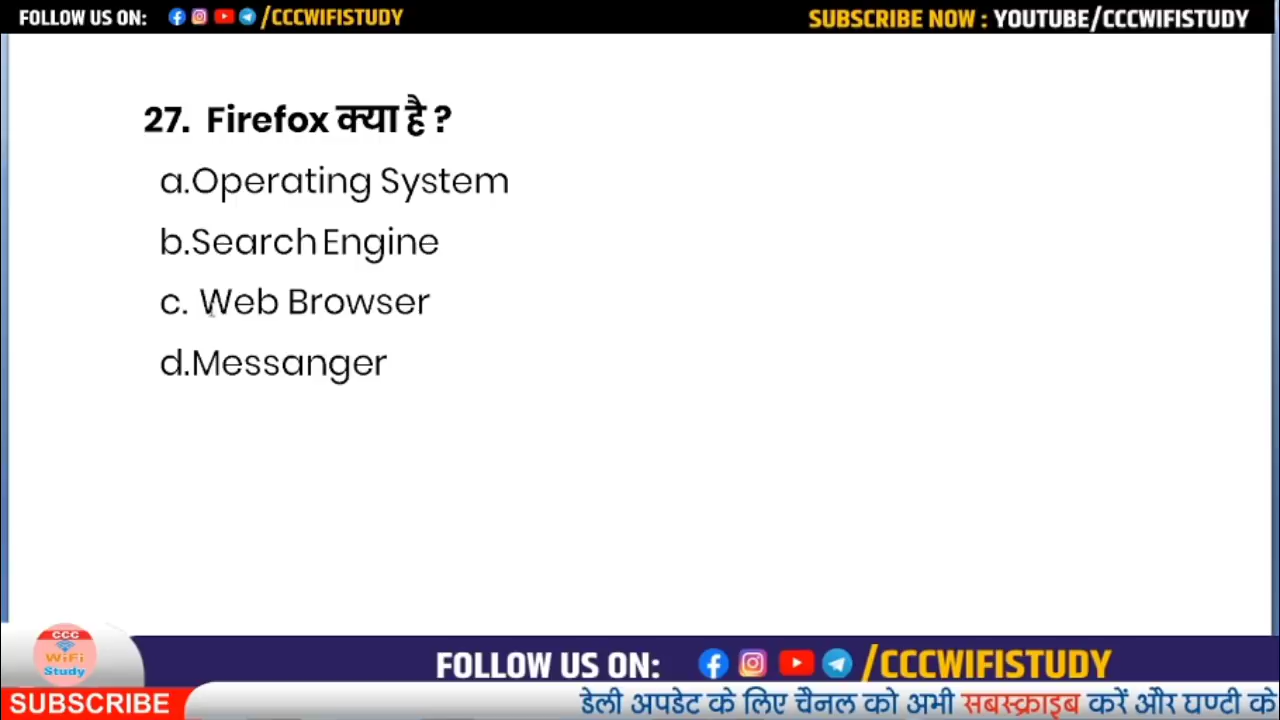 FOLLOW US ON: /CCCWIFISTUDY
SUBSCRIBE NOW : YOUTUBE/CCCWIFISTUDY
27. Firefox क्या है ?
a.Operating System
b.Search Engine
c. Web Browser
d.Messanger
CCC
WiFi
Study
FOLLOW US ON: /CCCWIFISTUDY
SUBSCRIBE
डेली अपडेट के लिए चैनल को अभी सबस्क्राइब करें और घण्टी के